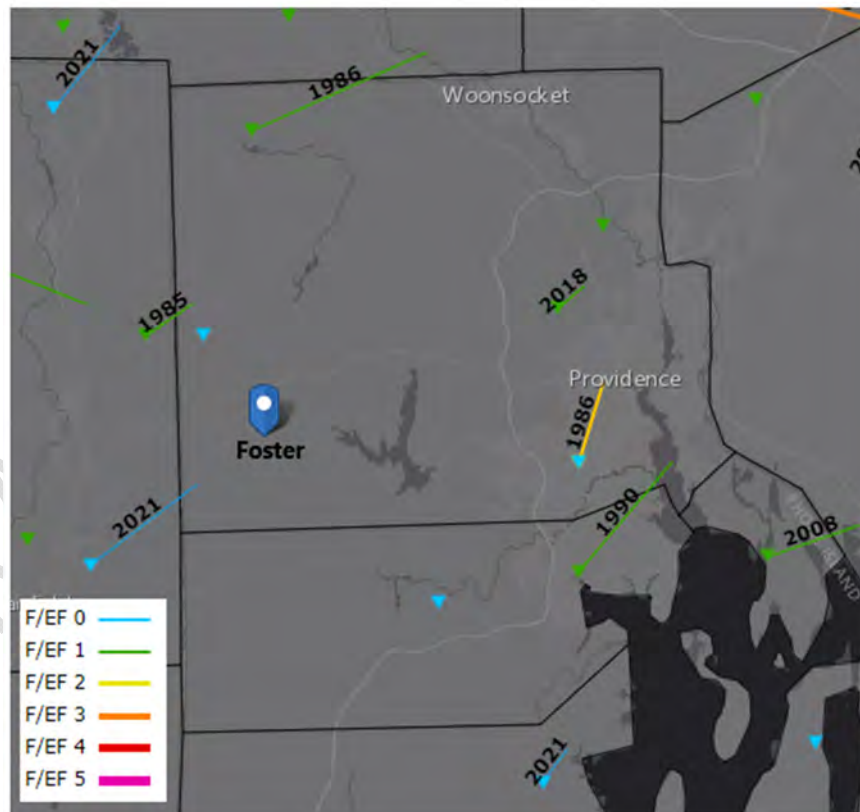 2021
1986
Woonsocket
2018
1985
Providence
1986
Foster
1990
2021
2008
ISLAND
F/EF 0
F/EF 1
F/EF 2
F/EF 3
F/EF 4
F/EF 5
2021